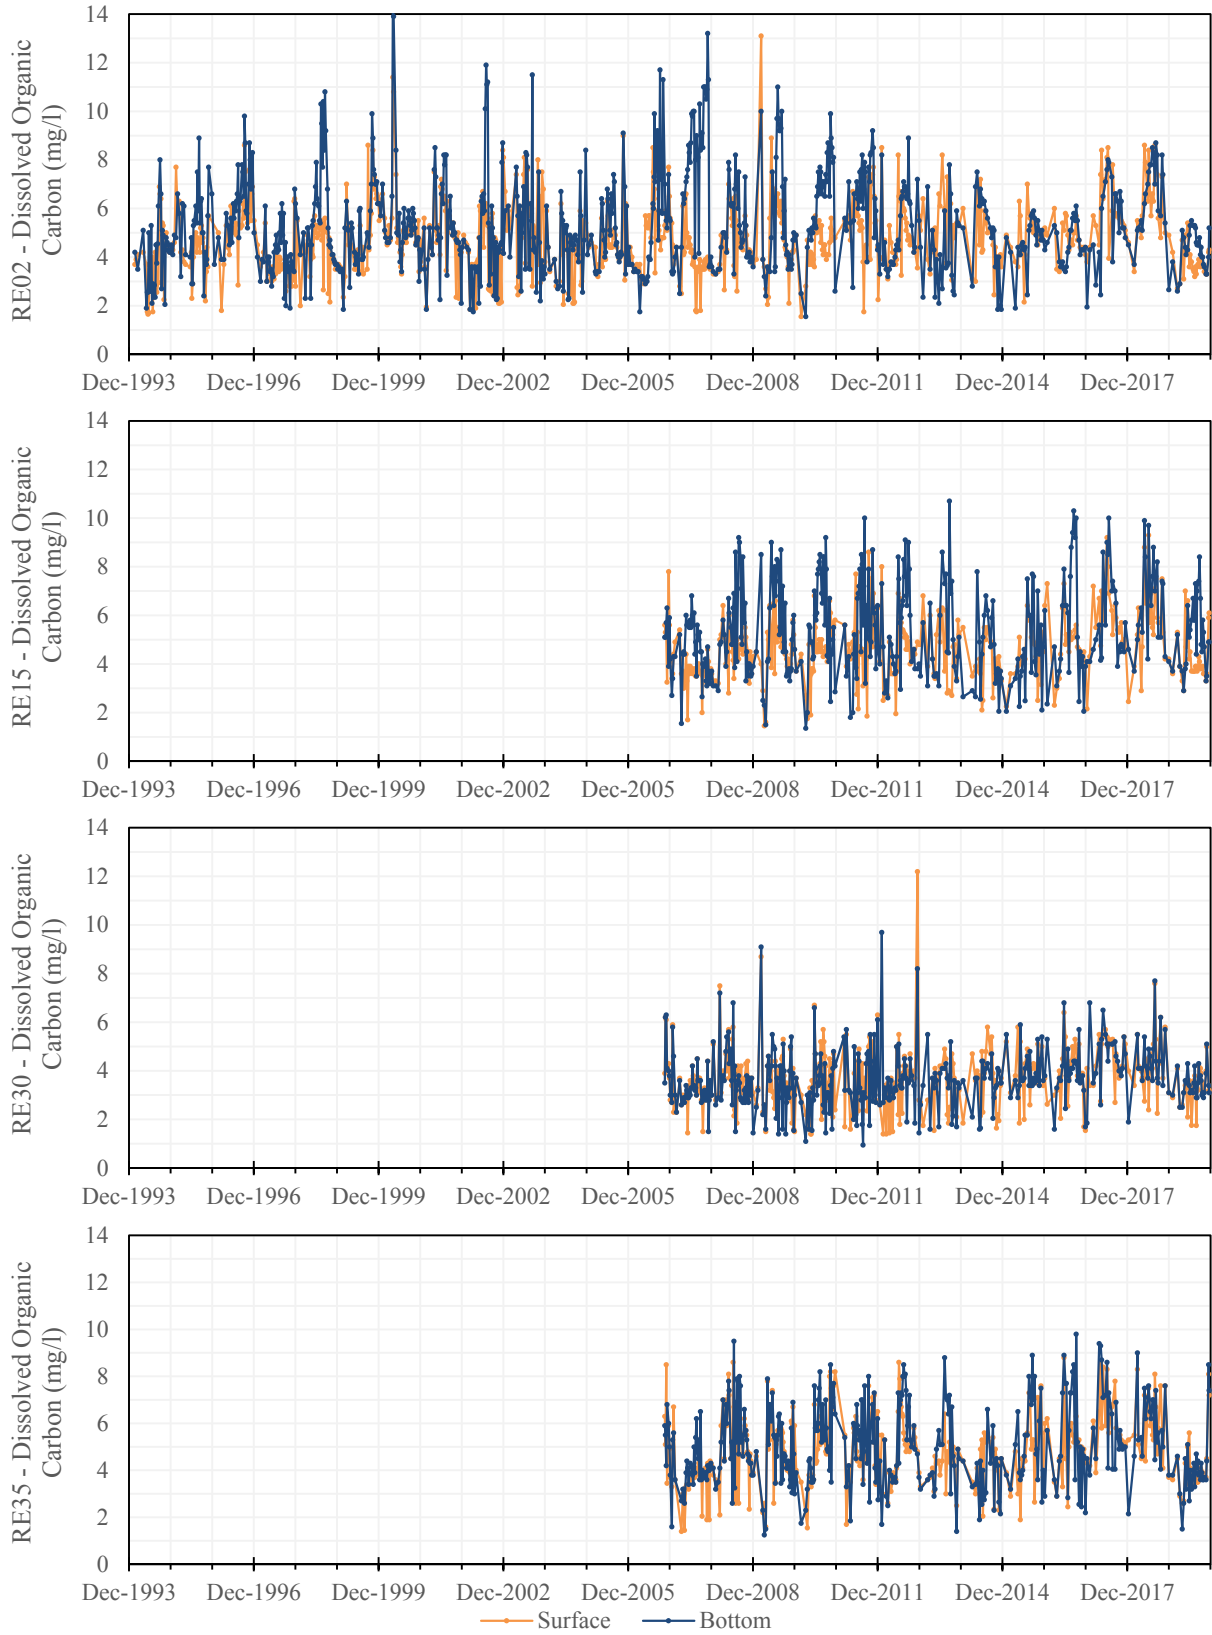 RE02 - Dissolved Organic
Carbon (mg/l)
14
12
10
8
6
4
2
0
Dec-1993 Dec-1996 Dec-1999 Dec-2002 Dec-2005 Dec-2008 Dec-2011 Dec-2014 Dec-2017
RE15 - Dissolved Organic
Carbon (mg/l)
14
12
10
8
6
4
2
0
Dec-1993 Dec-1996 Dec-1999 Dec-2002 Dec-2005 Dec-2008 Dec-2011 Dec-2014 Dec-2017
RE30 - Dissolved Organic
Carbon (mg/l)
14
12
10
8
6
4
2
0
Dec-1993 Dec-1996 Dec-1999 Dec-2002 Dec-2005 Dec-2008 Dec-2011 Dec-2014 Dec-2017
RE35 - Dissolved Organic
Carbon (mg/l)
14
12
10
8
6
4
2
0
Dec-1993 Dec-1996 Dec-1999 Dec-2002 Dec-2005 Dec-2008 Dec-2011 Dec-2014 Dec-2017
Surface Bottom